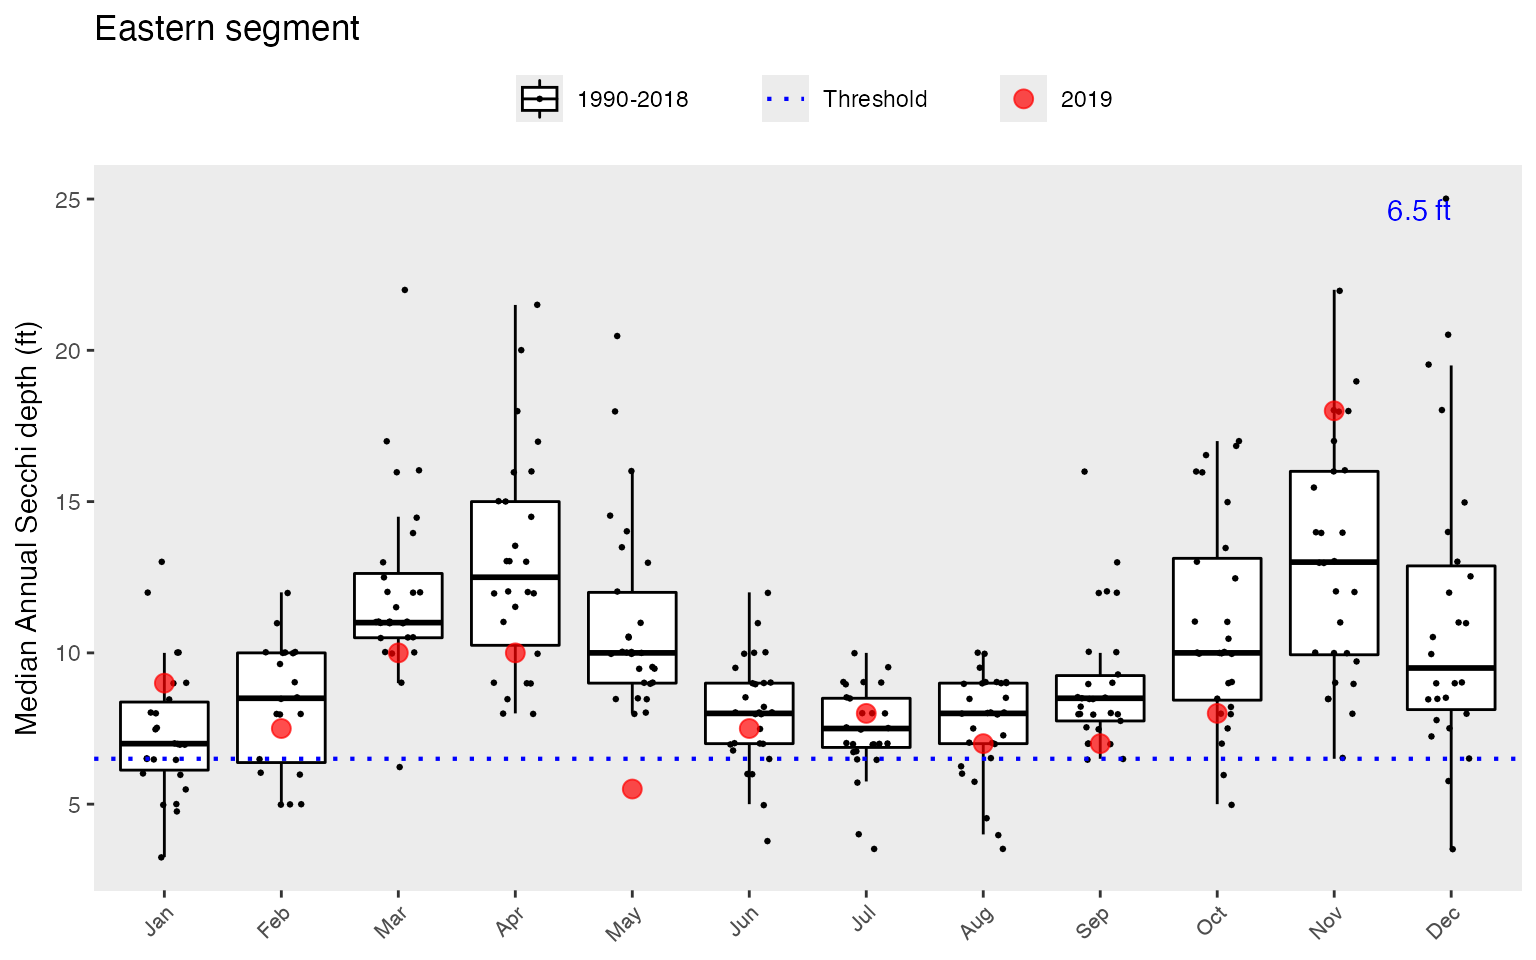 Eastern segment
1990-2018 Threshold 2019
Median Annual Secchi depth (ft)
25
6.5 ft
20
15
10
5
Jan Feb Mar Apr May Jun Jul Aug Sep Oct Nov Dec